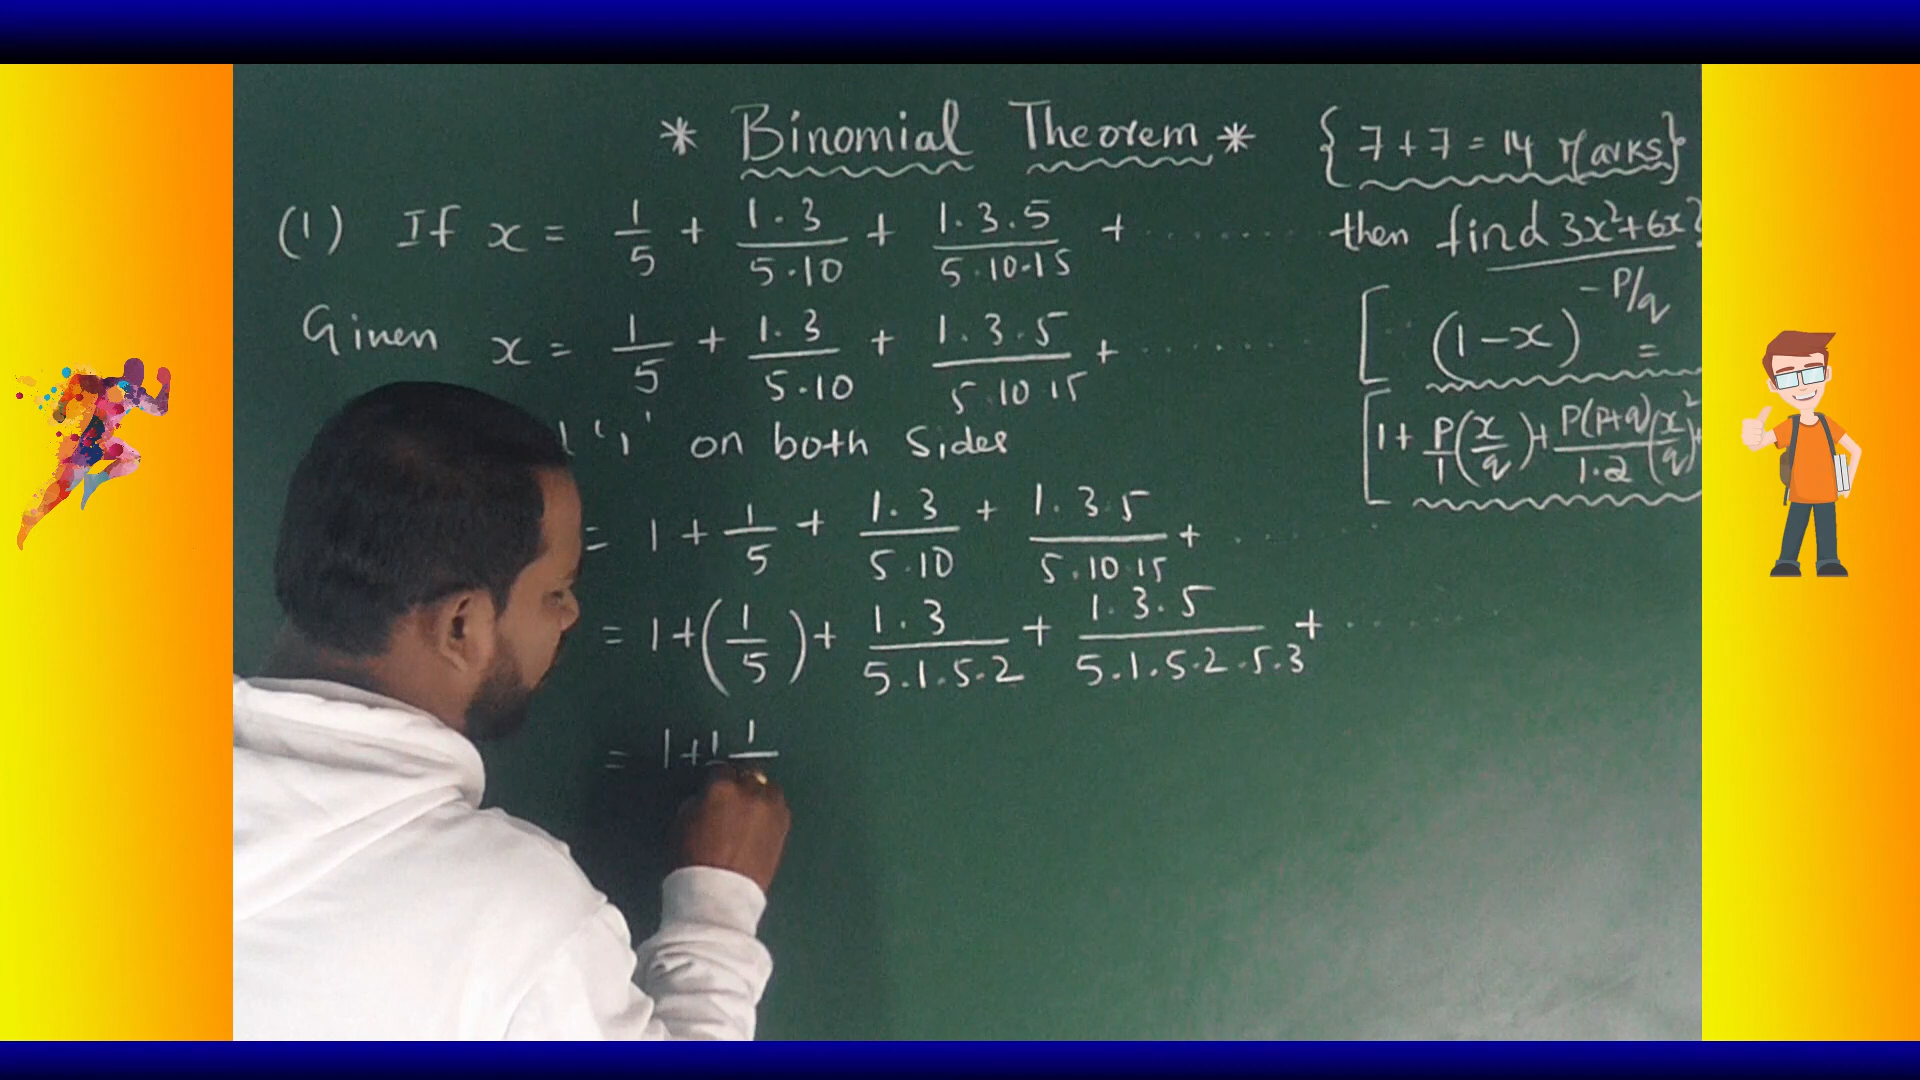 * Binomial Theorem * {7+7=14 Marks}
(1) If x = 1/5 + 1·3/5·10 + 1·3·5/5·10·15 + ........ then find 3x²+6x?
Given x = 1/5 + 1·3/5·10 + 1·3·5/5 10 15 + ........ [ (1-x)^-P/q =
'1' on both Sides [ 1+ P/1 (x/q) + P(P+q)/1·2 (x/q)² +
= 1 + 1/5 + 1·3/5·10 + 1·3·5/5·10·15 + ........
= 1+(1/5)+ 1·3/5·1·5·2 + 1·3·5/5·1·5·2·5·3 + ........
= 1+ 1 1